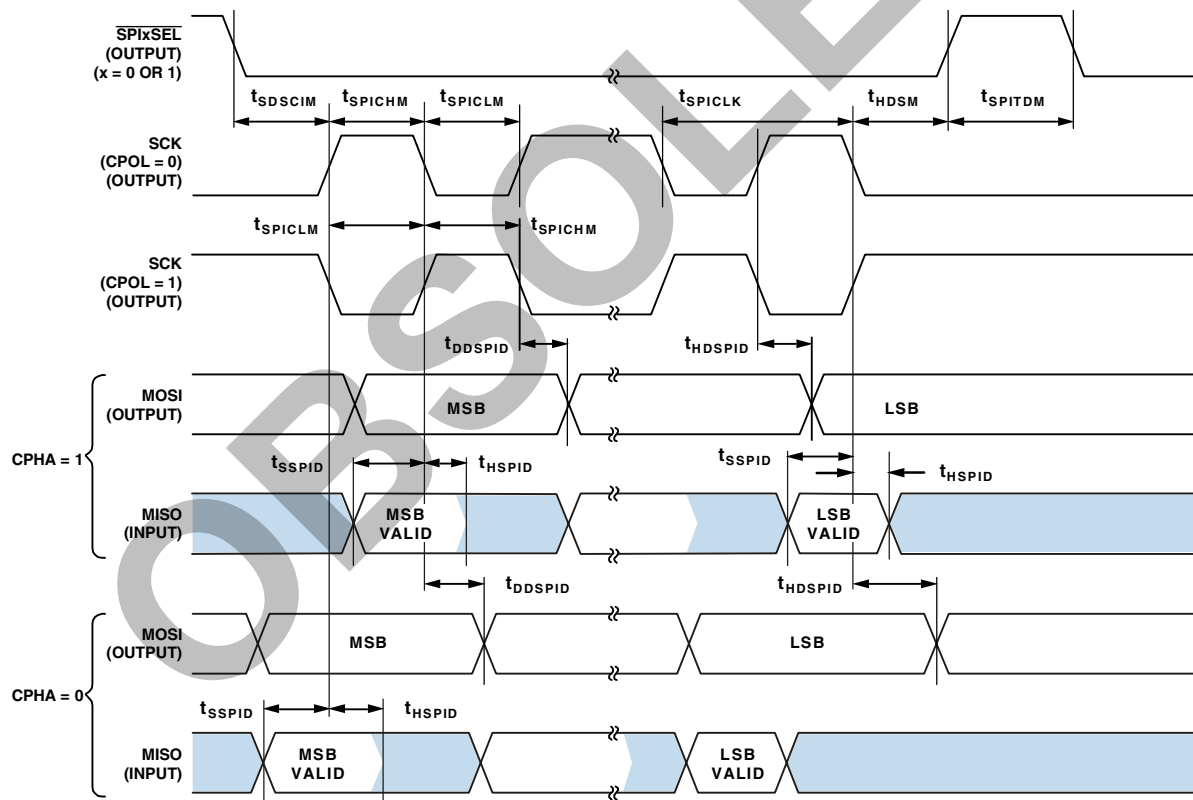 SPIxSEL
(OUTPUT)
(x = 0 OR 1)
tSDSCIM
tSPICHM
tSPICLM
tSPICLK
tHDSM
tSPITDM
SCK
(CPOL = 0)
(OUTPUT)
tSPICLM
tSPICHM
SCK
(CPOL = 1)
(OUTPUT)
tDDSPID
tHDSPID
CPHA = 1
MOSI
(OUTPUT)
MSB
LSB
tSSPID
tHSPID
tSSPID
tHSPID
MISO
(INPUT)
MSB
VALID
LSB
VALID
tDDSPID
tHDSPID
CPHA = 0
MOSI
(OUTPUT)
MSB
LSB
tSSPID
tHSPID
MISO
(INPUT)
MSB
VALID
LSB
VALID
OBSOLE